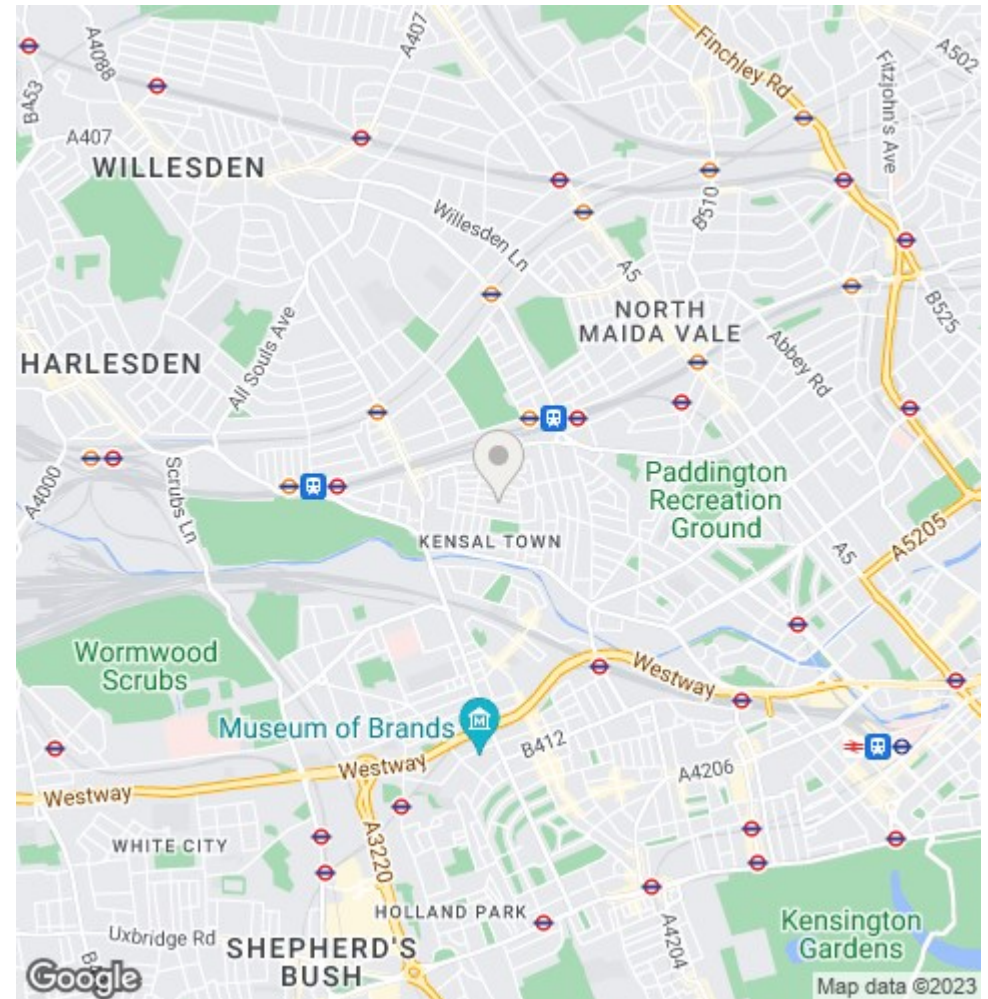 A4088
A407
Finchley Rd
A502
Fitzjohn's Ave
BA53
A407
WILLESDEN
B510
Willesden Ln
A5
NORTH
MAIDA VALE
B525
HARLESDEN
All Souls Ave
Abbey Rd
A4000
Scrubs Ln
Paddington
Recreation
Ground
KENSAL TOWN
A5
A5205
Wormwood
Scrubs
Westway
Museum of Brands
B412
Westway
A4206
Westway
WHITE CITY
A3220
HOLLAND PARK
A4204
Kensington
Gardens
Uxbridge Rd
SHEPHERD'S
BUSH
Google
Map data ©2023